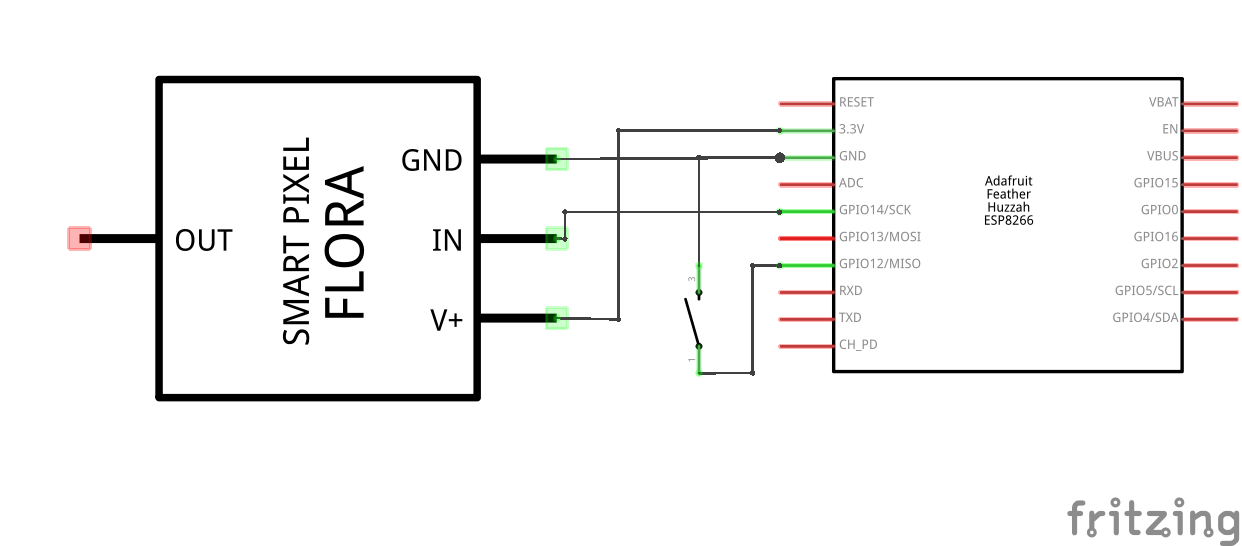 OUT
SMART PIXEL
FLORA
GND
IN
V+
3
1
RESET
3.3V
GND
ADC
GPIO14/SCK
GPIO13/MOSI
GPIO12/MISO
RXD
TXD
CH_PD
Adafruit
Feather
Huzzah
ESP8266
VBAT
EN
VBUS
GPIO15
GPIO0
GPIO16
GPIO2
GPIO5/SCL
GPIO4/SDA
fritzing